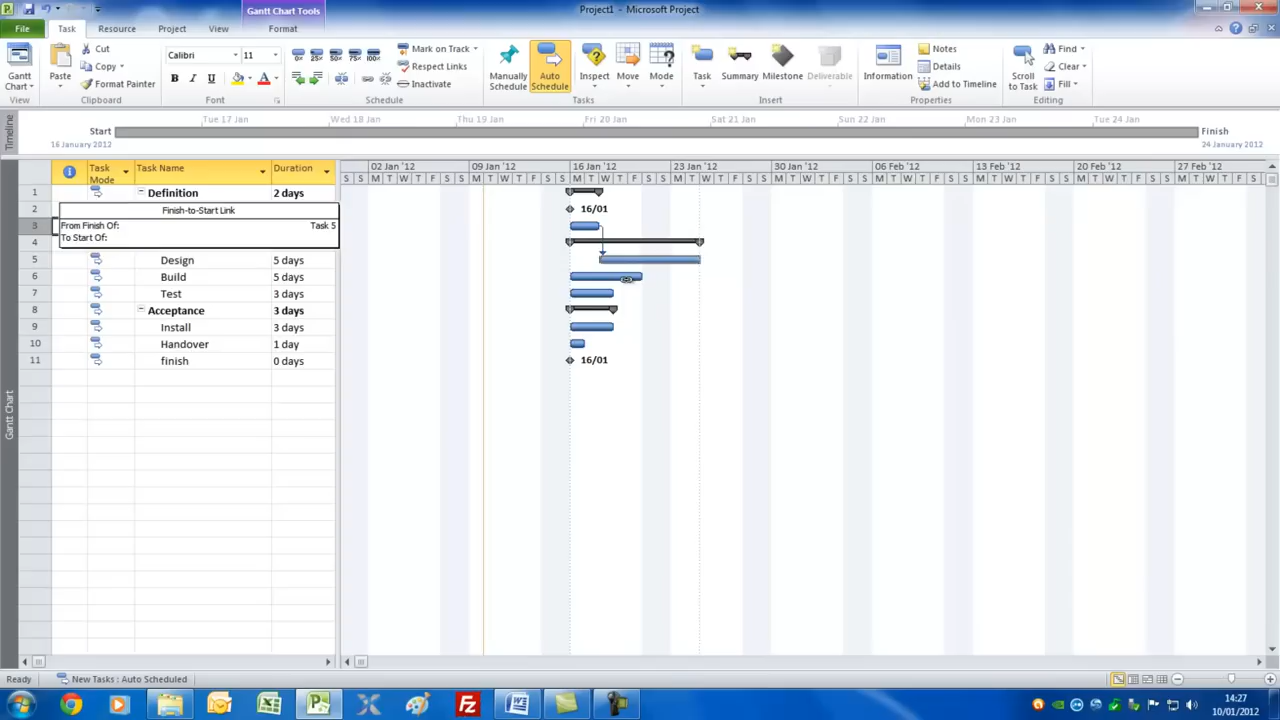 Gantt Chart Tools
Project1 - Microsoft Project
File Task Resource Project View Format
Gantt Chart
View
Paste
Cut
Copy
Format Painter
Clipboard
Calibri 11
B I U A
Font
0% 25% 50% 75% 100%
Mark on Track
Respect Links
Inactivate
Schedule
Manually Schedule
Auto Schedule
Inspect
Move
Mode
Tasks
Task
Summary
Milestone
Deliverable
Insert
Information
Notes
Details
Add to Timeline
Properties
Scroll to Task
Find
Clear
Fill
Editing
Timeline
Tue 17 Jan Wed 18 Jan Thu 19 Jan Fri 20 Jan Sat 21 Jan Sun 22 Jan Mon 23 Jan Tue 24 Jan
Start Finish
16 January 2012 24 January 2012
Task Mode Task Name Duration
02 Jan '12 09 Jan '12 16 Jan '12 23 Jan '12 30 Jan '12 06 Feb '12 13 Feb '12 20 Feb '12 27 Feb '12
S S M T W T F S S M T W T F S S M T W T F S S M T W T F S S M T W T F S S M T W T F S S M T W T F S S M T W T F S S M T W T F S S
1 Definition 2 days
2 16/01
Finish-to-Start Link
3 From Finish Of: Task 5
To Start Of:
4
5 Design 5 days
6 Build 5 days
7 Test 3 days
8 Acceptance 3 days
9 Install 3 days
10 Handover 1 day
11 finish 0 days 16/01
Gantt Chart
Ready New Tasks : Auto Scheduled
14:27
10/01/2012